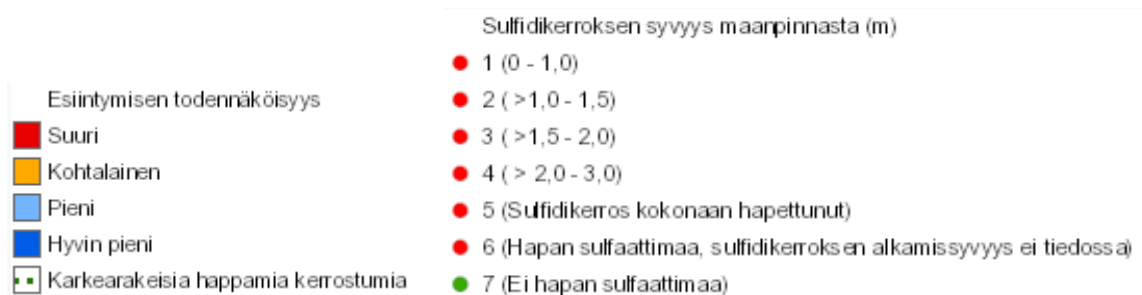 Esiintymisen todennäköisyys
Suuri
Kohtalainen
Pieni
Hyvin pieni
Karkearakeisia happamia kerrostumia
Sulfidikerroksen syvyys maanpinnasta (m)
1 (0 - 1,0)
2 ( >1,0 - 1,5)
3 ( >1,5 - 2,0)
4 ( > 2,0 - 3,0)
5 (Sulfidikerros kokonaan hapettunut)
6 (Hapan sulfaattimaa, sulfidikerroksen alkamissyvyys ei tiedossa)
7 (Ei hapan sulfaattimaa)